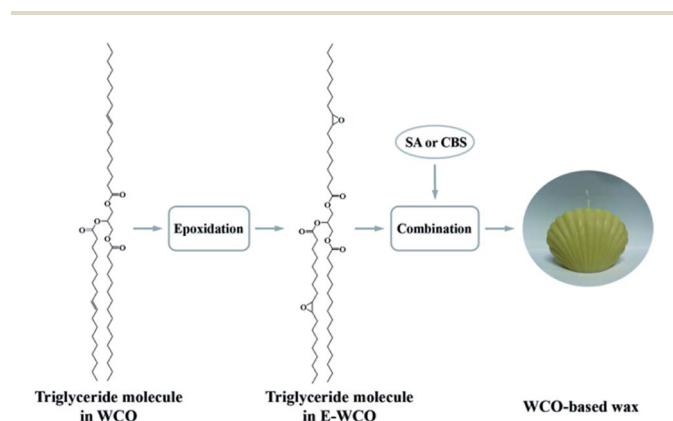 O
O
O
O
O
O
O
O
O
O
O
O
O
O
SA or CBS
Epoxidation
Combination
Triglyceride molecule
in WCO
Triglyceride molecule
in E-WCO
WCO-based wax